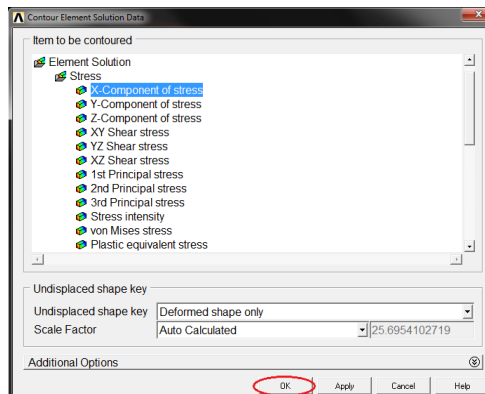 Contour Element Solution Data
Item to be contoured
Element Solution
Stress
X-Component of stress
Y-Component of stress
Z-Component of stress
XY Shear stress
YZ Shear stress
XZ Shear stress
1st Principal stress
2nd Principal stress
3rd Principal stress
Stress intensity
von Mises stress
Plastic equivalent stress
Undisplaced shape key
Undisplaced shape key Deformed shape only
Scale Factor Auto Calculated 25.6954102719
Additional Options
OK Apply Cancel Help